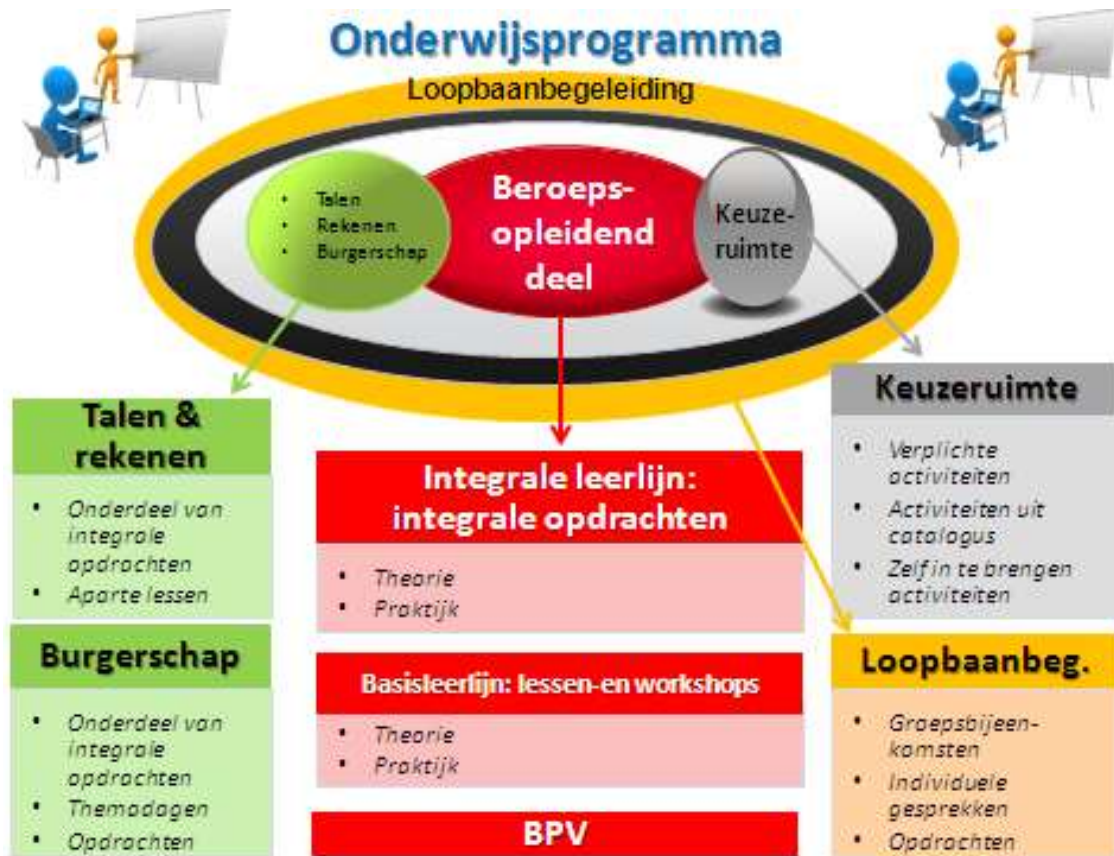 Onderwijsprogramma
Loopbaanbegeleiding
• Talen
• Rekenen
• Burgerschap
Beroeps-
opleidend
deel
Keuze-
ruimte
Talen &
rekenen
• Onderdeel van
integrale
opdrachten
• Aparte lessen
Burgerschap
• Onderdeel van
integrale
opdrachten
• Themadagen
• Opdrachten
Integrale leerlijn:
integrale opdrachten
• Theorie
• Praktijk
Basisleerlijn: lessen-en workshops
• Theorie
• Praktijk
BPV
Keuzeruimte
• Verplichte
activiteiten
• Activiteiten uit
catalogus
• Zelf in te brengen
activiteiten
Loopbaanbeg.
• Groepsbijeen-
komsten
• Individuele
gesprekken
• Opdrachten